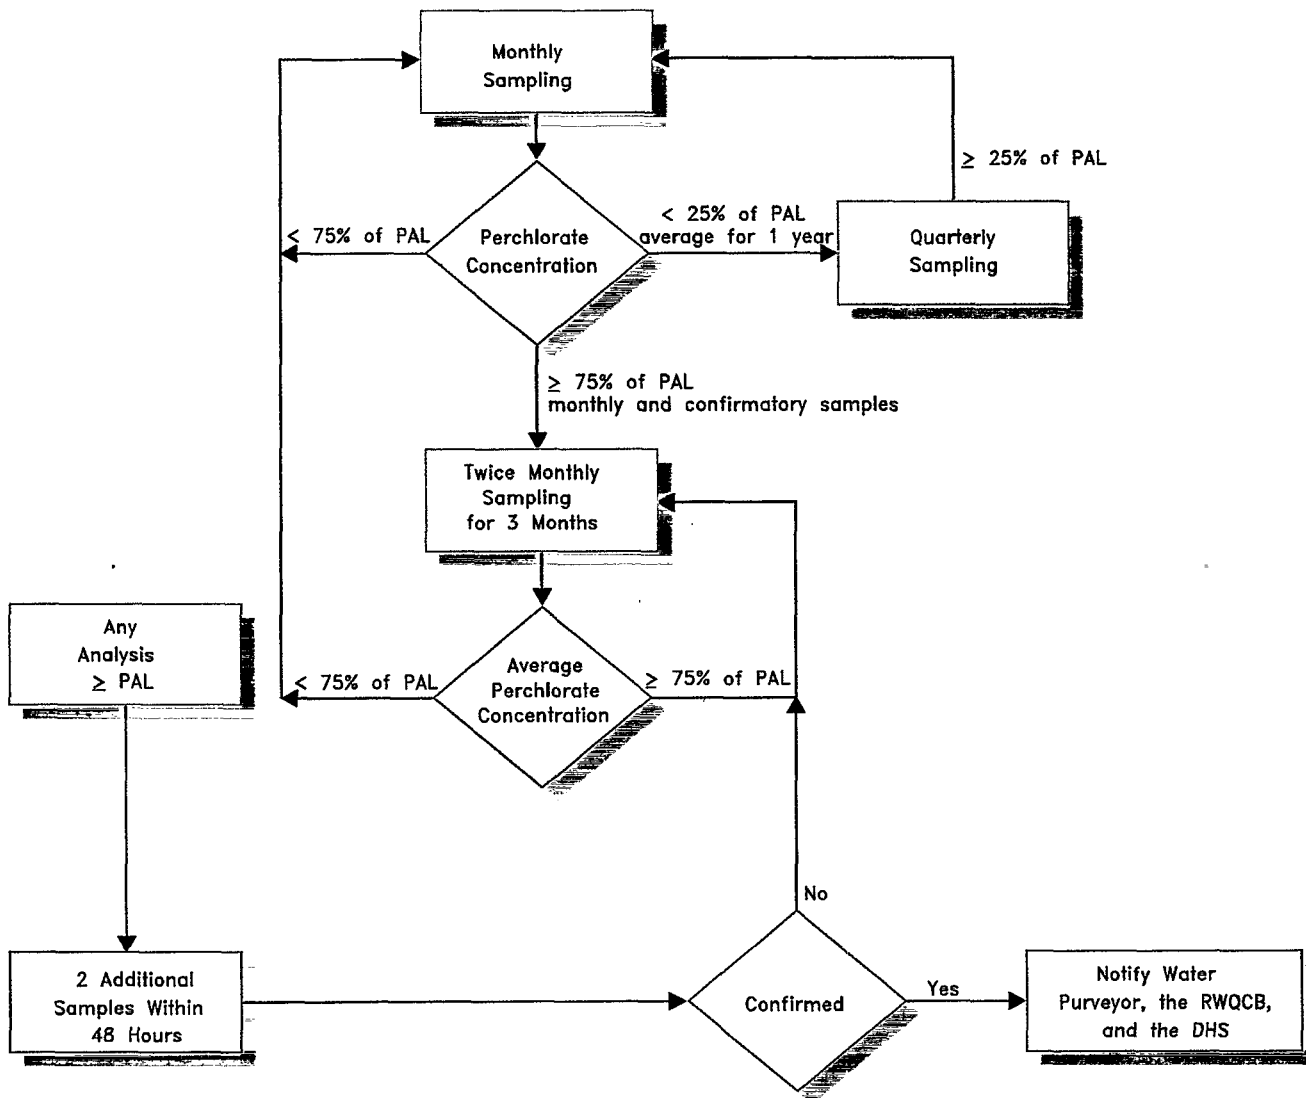 Monthly
Sampling
≥ 25% of PAL
< 75% of PAL
Perchlorate
Concentration
< 25% of PAL
average for 1 year
Quarterly
Sampling
≥ 75% of PAL
monthly and confirmatory samples
Twice Monthly
Sampling
for 3 Months
Any
Analysis
≥ PAL
< 75% of PAL
Average
Perchlorate
Concentration
≥ 75% of PAL
No
2 Additional
Samples Within
48 Hours
Confirmed
Yes
Notify Water
Purveyor, the RWQCB,
and the DHS